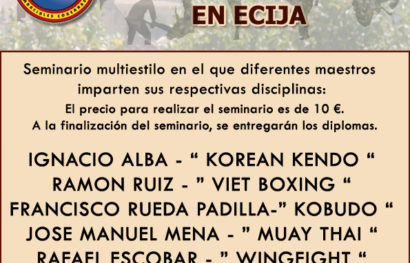 EN ECIJA
Seminario multiestilo en el que diferentes maestros
imparten sus respectivas disciplinas:
El precio para realizar el seminario es de 10 €.
A la finalización del seminario, se entregarán los diplomas.
IGNACIO ALBA - “ KOREAN KENDO “
RAMON RUIZ - ” VIET BOXING “
FRANCISCO RUEDA PADILLA-” KOBUDO “
JOSE MANUEL MENA - ” MUAY THAI “
RAFAEL ESCOBAR - ” WINGFIGHT “